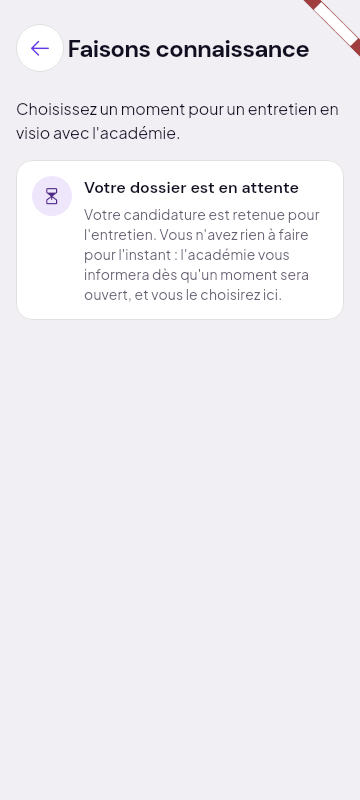 Faisons connaissance
Choisissez un moment pour un entretien en
visio avec l'académie.
Votre dossier est en attente
Votre candidature est retenue pour
l'entretien. Vous n'avez rien à faire
pour l'instant : l'académie vous
informera dès qu'un moment sera
ouvert, et vous le choisirez ici.